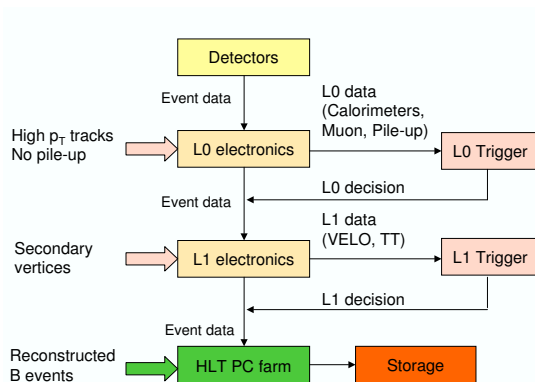 Detectors
Event data
L0 data
(Calorimeters,
Muon, Pile-up)
High pT tracks
No pile-up
L0 electronics
L0 Trigger
L0 decision
Event data
L1 data
(VELO, TT)
Secondary
vertices
L1 electronics
L1 Trigger
L1 decision
Event data
Reconstructed
B events
HLT PC farm
Storage